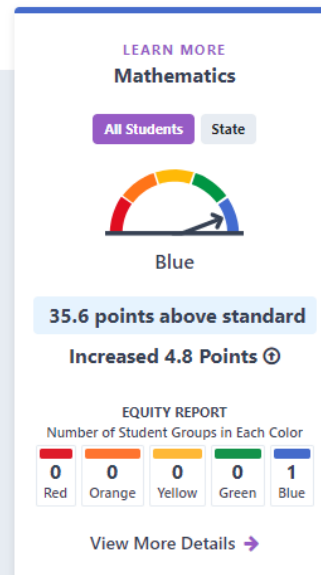 LEARN MORE
Mathematics
All Students State
Blue
35.6 points above standard
Increased 4.8 Points
EQUITY REPORT
Number of Student Groups in Each Color
0 0 0 0 1
Red Orange Yellow Green Blue
View More Details